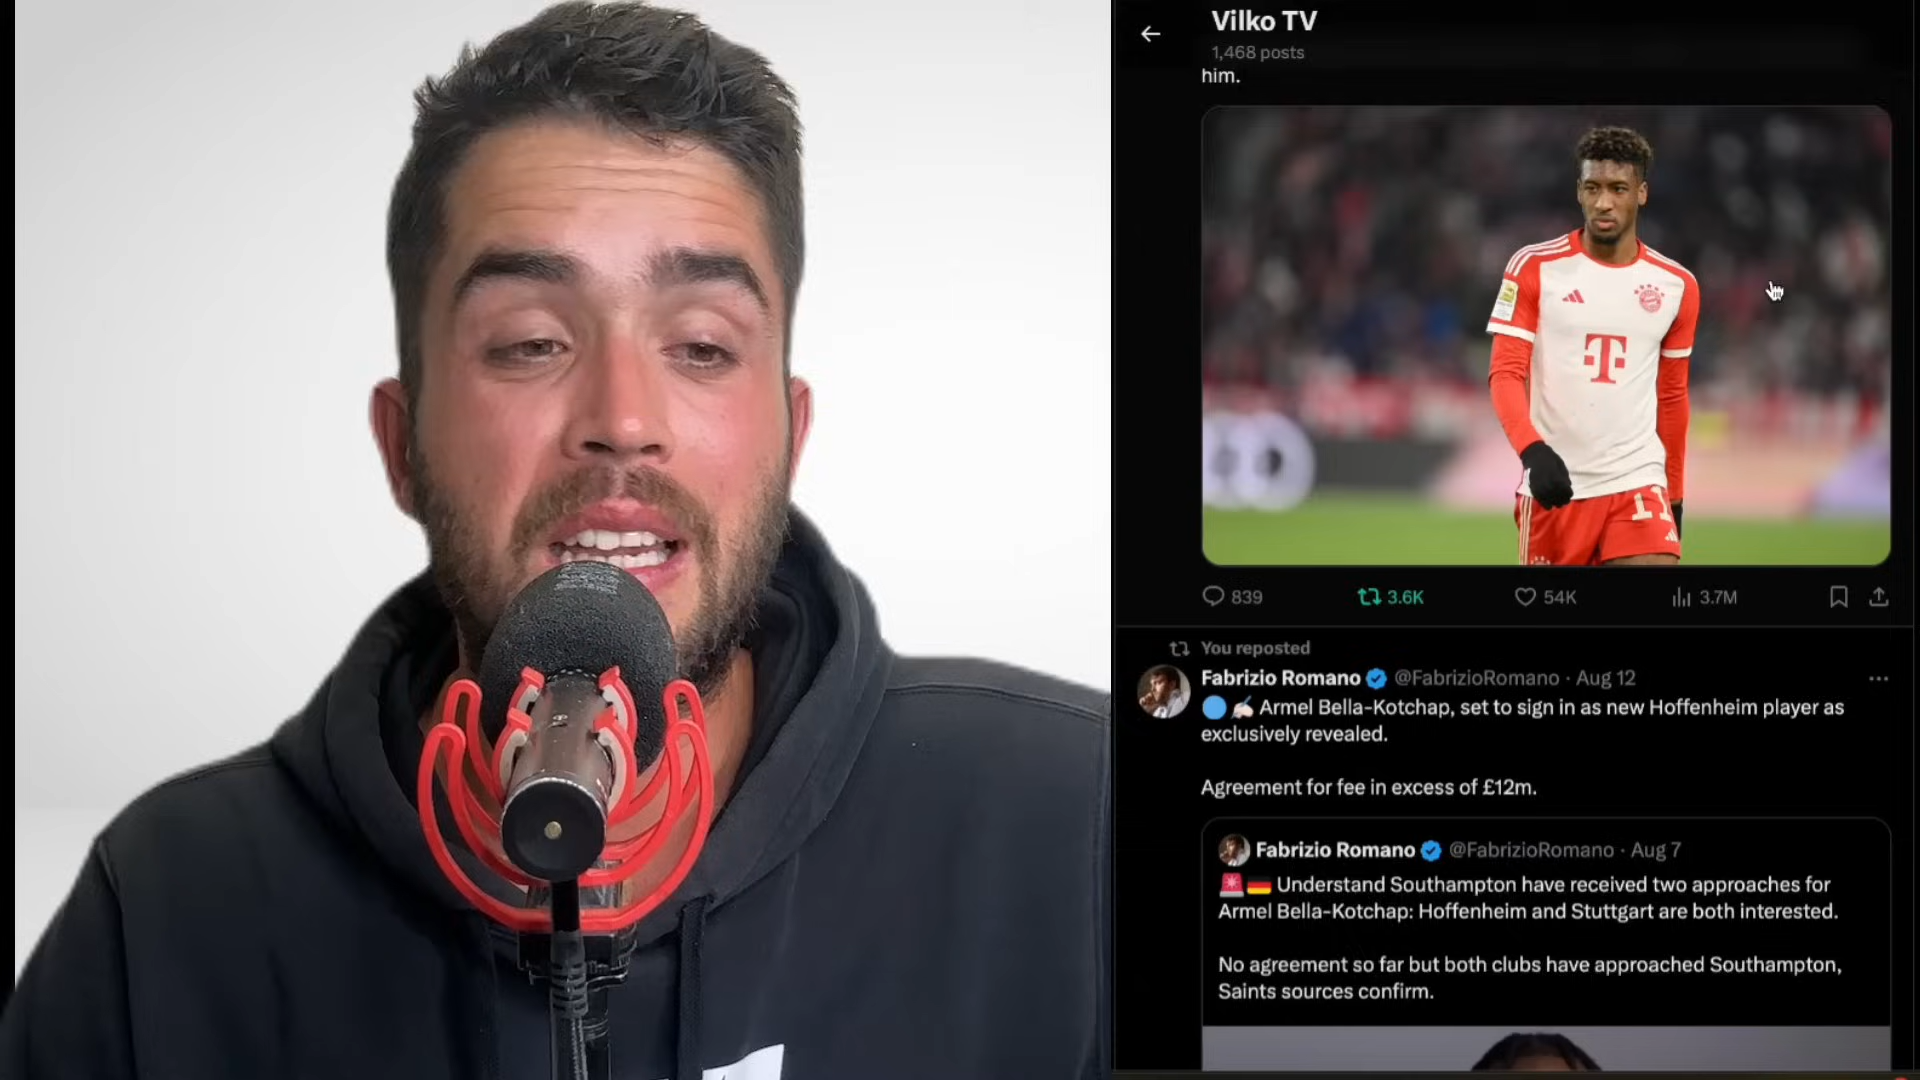 Vilko TV
1,468 posts
him.
T
11
839
3.6K
54K
3.7M
You reposted
Fabrizio Romano @FabrizioRomano · Aug 12
🔵✍🏻 Armel Bella-Kotchap, set to sign in as new Hoffenheim player as
exclusively revealed.
Agreement for fee in excess of £12m.
Fabrizio Romano @FabrizioRomano · Aug 7
🚨🇩🇪 Understand Southampton have received two approaches for
Armel Bella-Kotchap: Hoffenheim and Stuttgart are both interested.
No agreement so far but both clubs have approached Southampton,
Saints sources confirm.